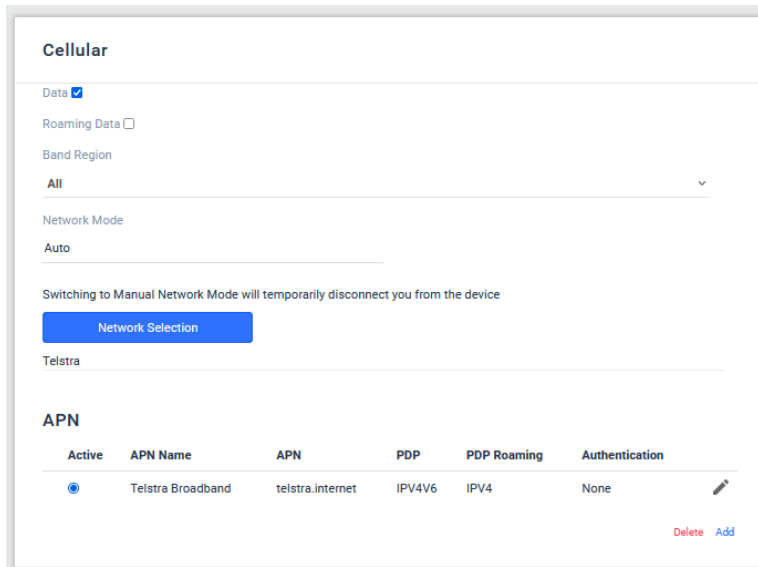 Cellular
Data
Roaming Data
Band Region
All
Network Mode
Auto
Switching to Manual Network Mode will temporarily disconnect you from the device
Network Selection
Telstra
APN
Active APN Name APN PDP PDP Roaming Authentication
Telstra Broadband telstra.internet IPV4V6 IPV4 None
Delete Add